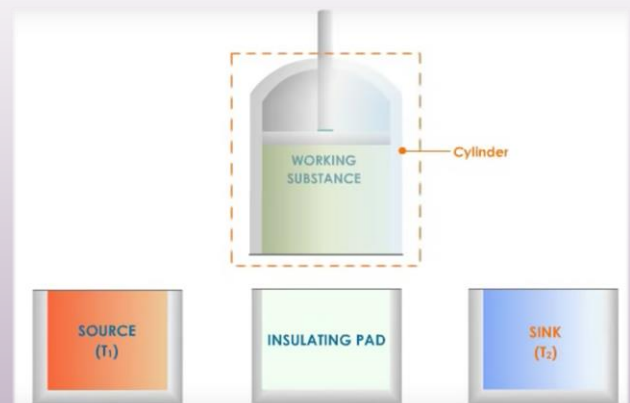 WORKING
SUBSTANCE
Cylinder
SOURCE
(T₁)
INSULATING PAD
SINK
(T₂)